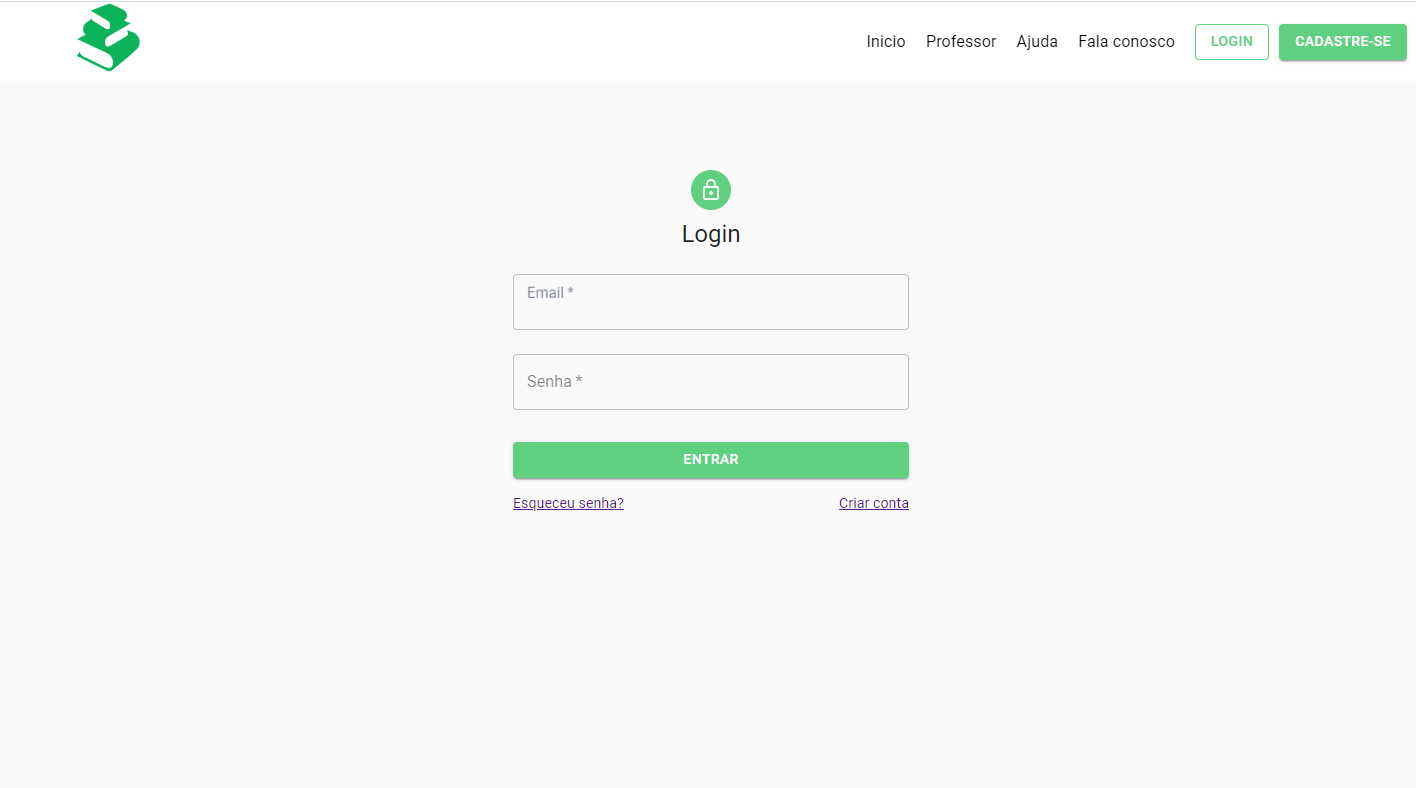 Inicio Professor Ajuda Fala conosco LOGIN CADASTRE-SE
Login
Email *
Senha *
ENTRAR
Esqueceu senha? Criar conta